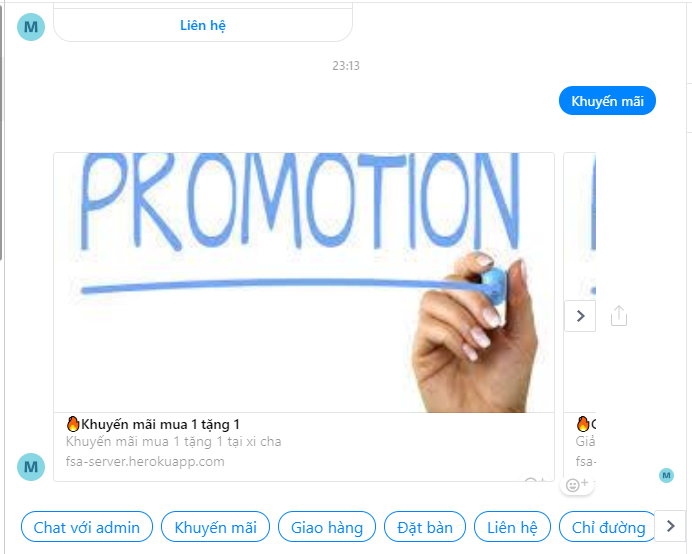 M
Liên hệ
23:13
Khuyến mãi
PROMOTION
🔥Khuyến mãi mua 1 tặng 1
Khuyến mãi mua 1 tặng 1 tại xi cha
fsa-server.herokuapp.com
Giả
fsa-
M
M
Chat với admin
Khuyến mãi
Giao hàng
Đặt bàn
Liên hệ
Chỉ đường